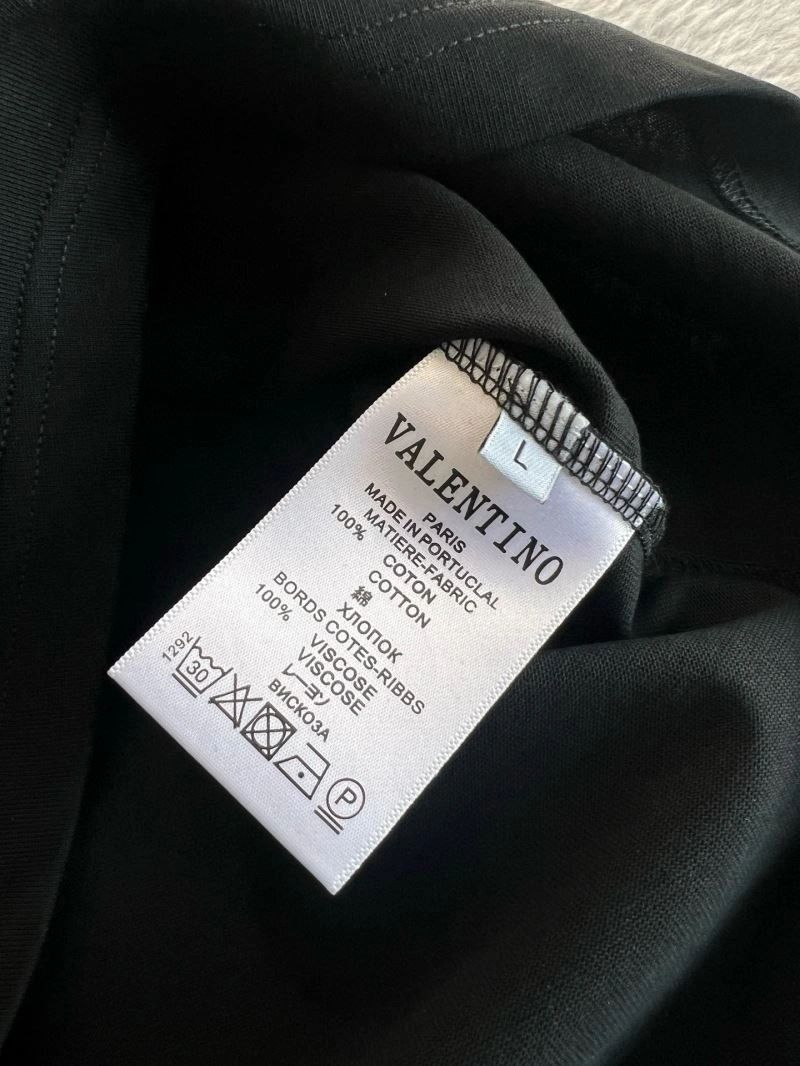 L
VALENTINO
PARIS
MADE IN PORTUCLAL
MATIERE-FABRIC
100% COTON
COTTON
綿
ХЛОПОК
BORDS COTES-RIBBS
100% VISCOSE
VISCOSE
レーヨン
ВИСКОЗА
1292
30
P